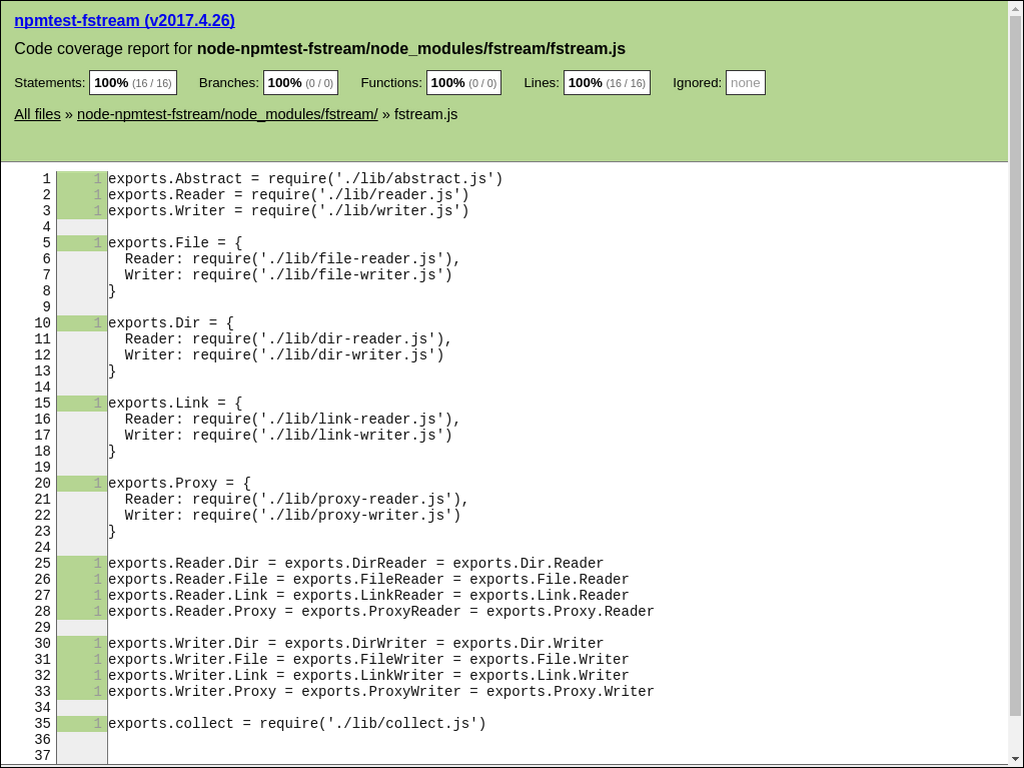 npmtest-fstream (v2017.4.26)
Code coverage report for node-npmtest-fstream/node_modules/fstream/fstream.js
Statements: 100% (16 / 16) Branches: 100% (0 / 0) Functions: 100% (0 / 0) Lines: 100% (16 / 16) Ignored: none
All files » node-npmtest-fstream/node_modules/fstream/ » fstream.js
1 1 exports.Abstract = require('./lib/abstract.js')
2 1 exports.Reader = require('./lib/reader.js')
3 1 exports.Writer = require('./lib/writer.js')
4
5 1 exports.File = {
6 Reader: require('./lib/file-reader.js'),
7 Writer: require('./lib/file-writer.js')
8 }
9
10 1 exports.Dir = {
11 Reader: require('./lib/dir-reader.js'),
12 Writer: require('./lib/dir-writer.js')
13 }
14
15 1 exports.Link = {
16 Reader: require('./lib/link-reader.js'),
17 Writer: require('./lib/link-writer.js')
18 }
19
20 1 exports.Proxy = {
21 Reader: require('./lib/proxy-reader.js'),
22 Writer: require('./lib/proxy-writer.js')
23 }
24
25 1 exports.Reader.Dir = exports.DirReader = exports.Dir.Reader
26 1 exports.Reader.File = exports.FileReader = exports.File.Reader
27 1 exports.Reader.Link = exports.LinkReader = exports.Link.Reader
28 1 exports.Reader.Proxy = exports.ProxyReader = exports.Proxy.Reader
29
30 1 exports.Writer.Dir = exports.DirWriter = exports.Dir.Writer
31 1 exports.Writer.File = exports.FileWriter = exports.File.Writer
32 1 exports.Writer.Link = exports.LinkWriter = exports.Link.Writer
33 1 exports.Writer.Proxy = exports.ProxyWriter = exports.Proxy.Writer
34
35 1 exports.collect = require('./lib/collect.js')
36
37